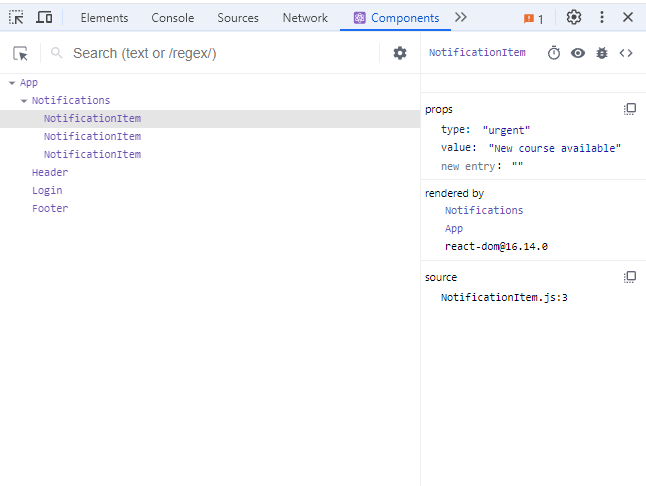 Elements Console Sources Network Components 1
Search (text or /regex/)
NotificationItem
App
Notifications
NotificationItem
NotificationItem
NotificationItem
Header
Login
Footer
props
type: "urgent"
value: "New course available"
new entry: ""
rendered by
Notifications
App
react-dom@16.14.0
source
NotificationItem.js:3